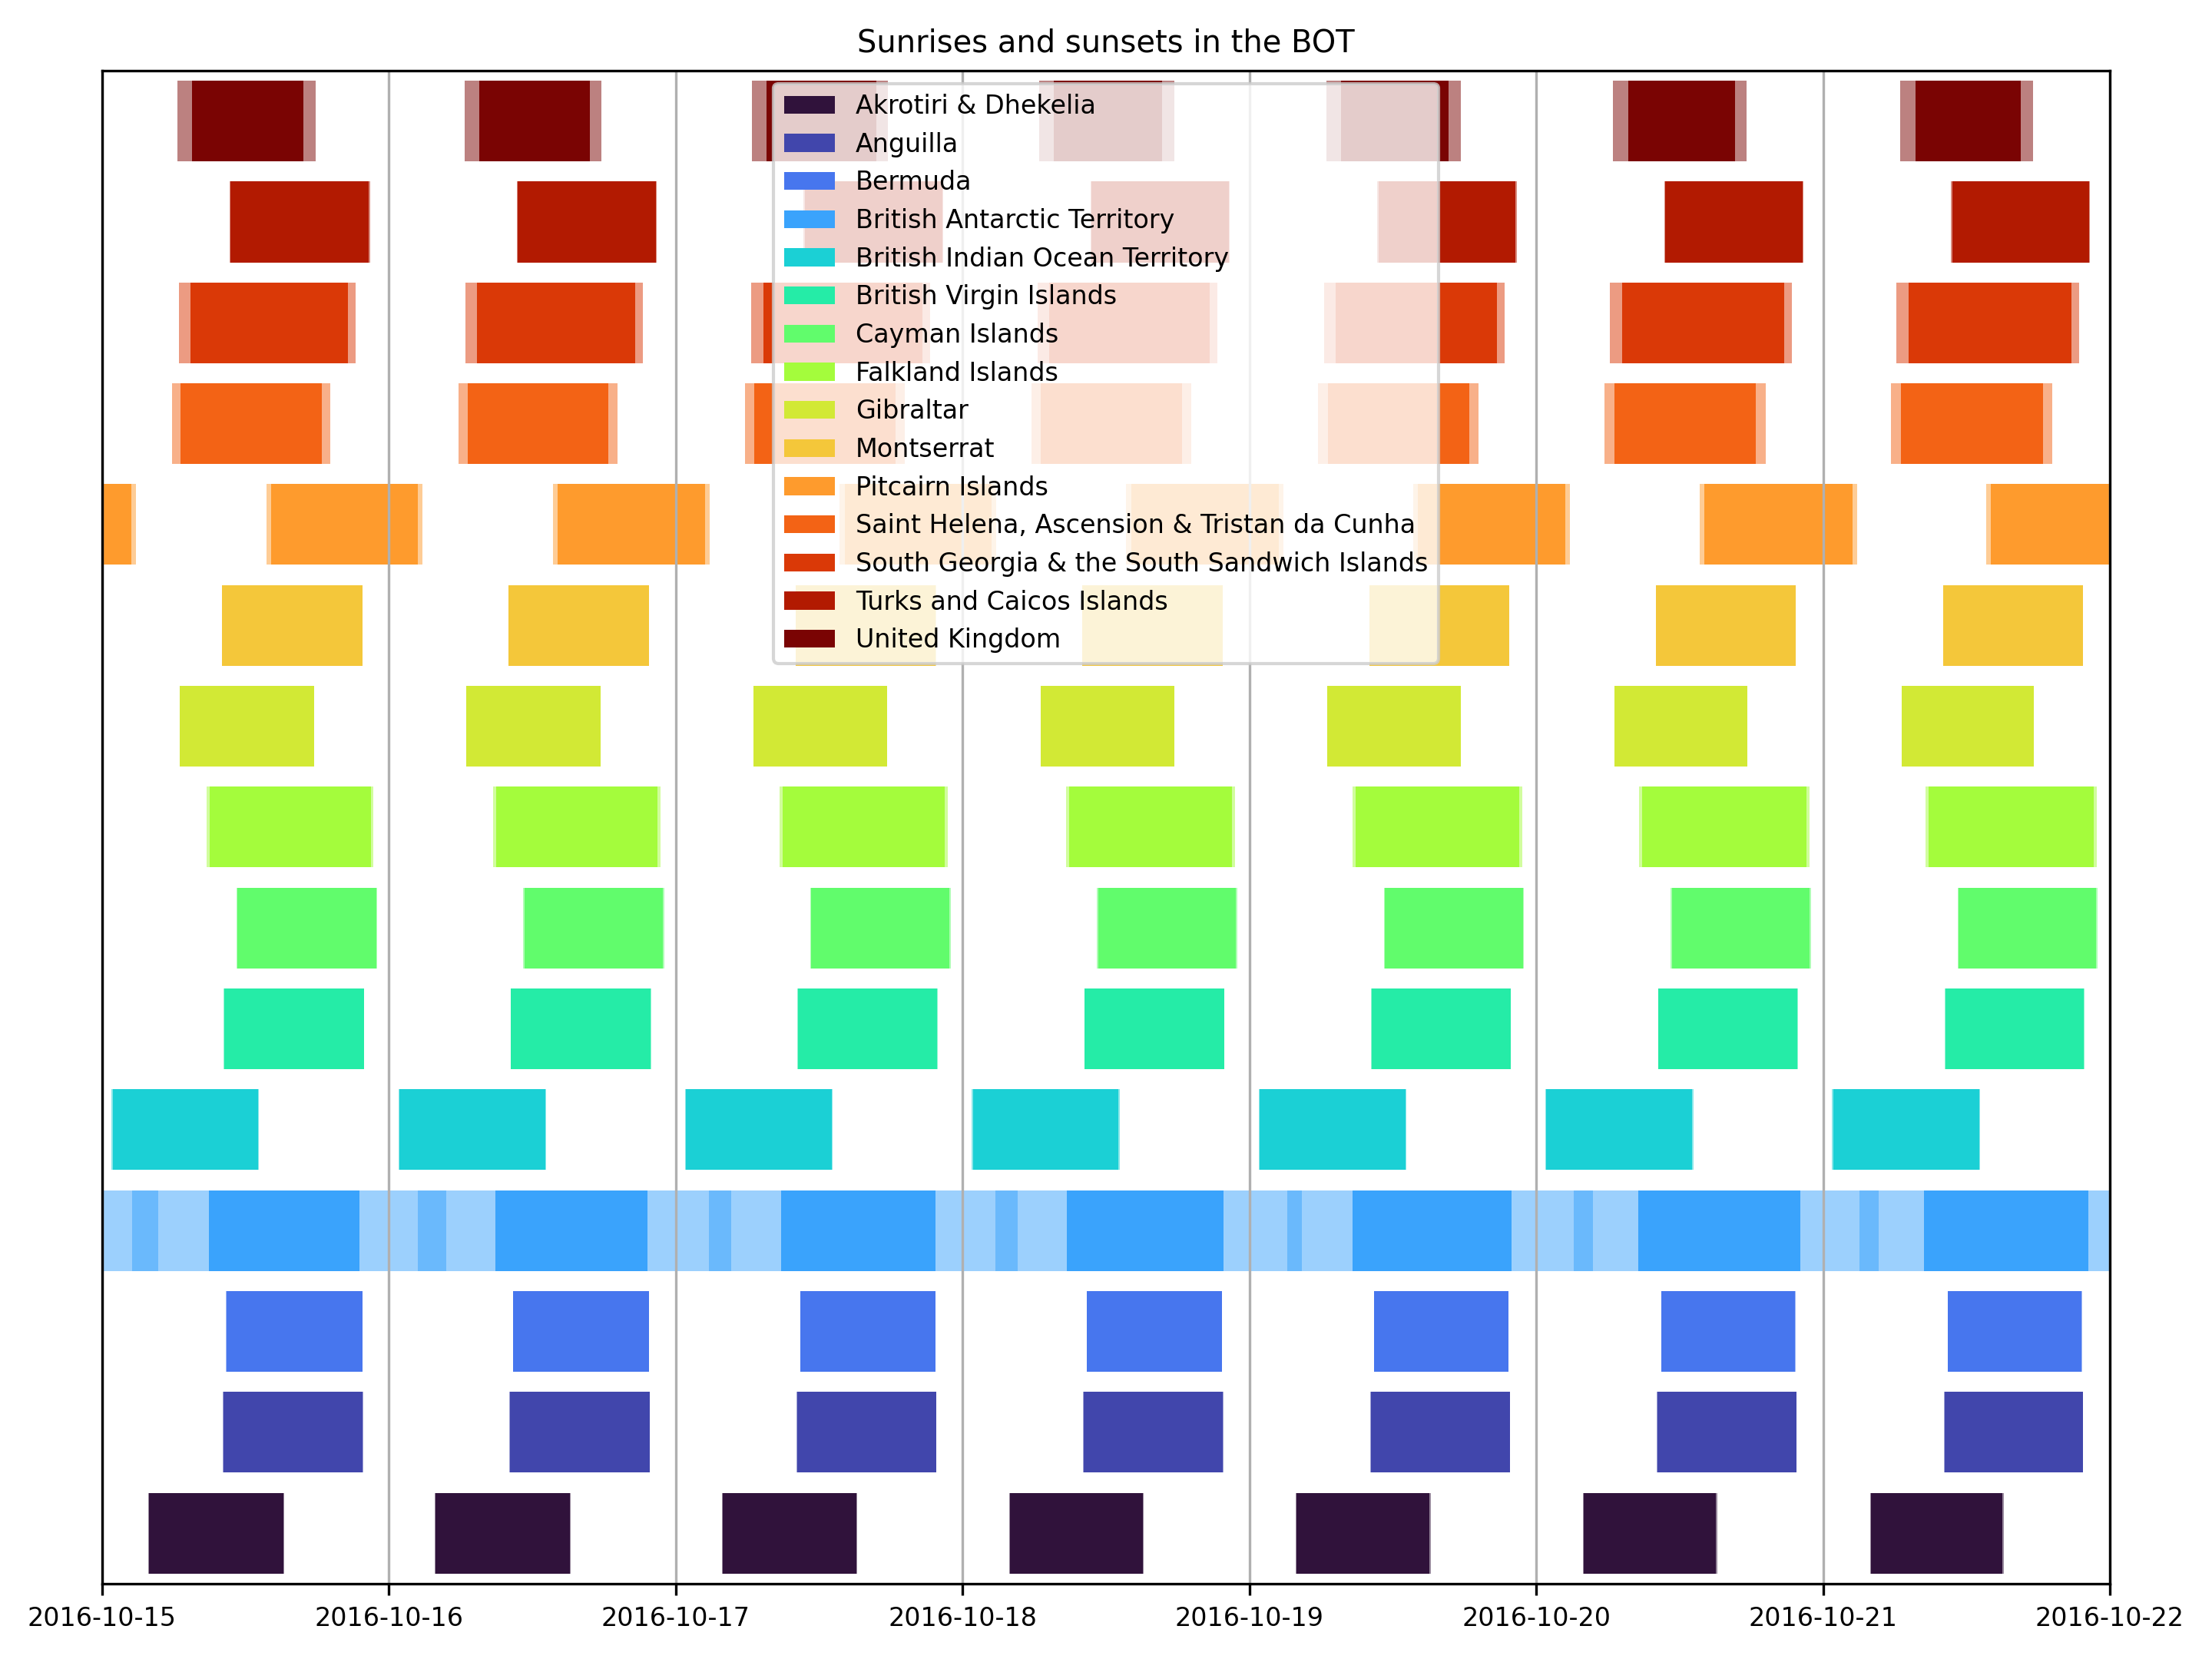 Sunrises and sunsets in the BOT
Akrotiri & Dhekelia
Anguilla
Bermuda
British Antarctic Territory
British Indian Ocean Territory
British Virgin Islands
Cayman Islands
Falkland Islands
Gibraltar
Montserrat
Pitcairn Islands
Saint Helena, Ascension & Tristan da Cunha
South Georgia & the South Sandwich Islands
Turks and Caicos Islands
United Kingdom
2016-10-15 2016-10-16 2016-10-17 2016-10-18 2016-10-19 2016-10-20 2016-10-21 2016-10-22